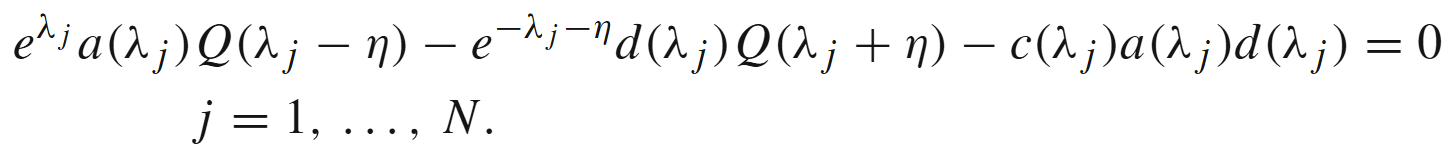 e^{λ_j} a(λ_j)Q(λ_j − η) − e^{−λ_j−η} d(λ_j)Q(λ_j + η) − c(λ_j)a(λ_j)d(λ_j) = 0
j = 1, ..., N.